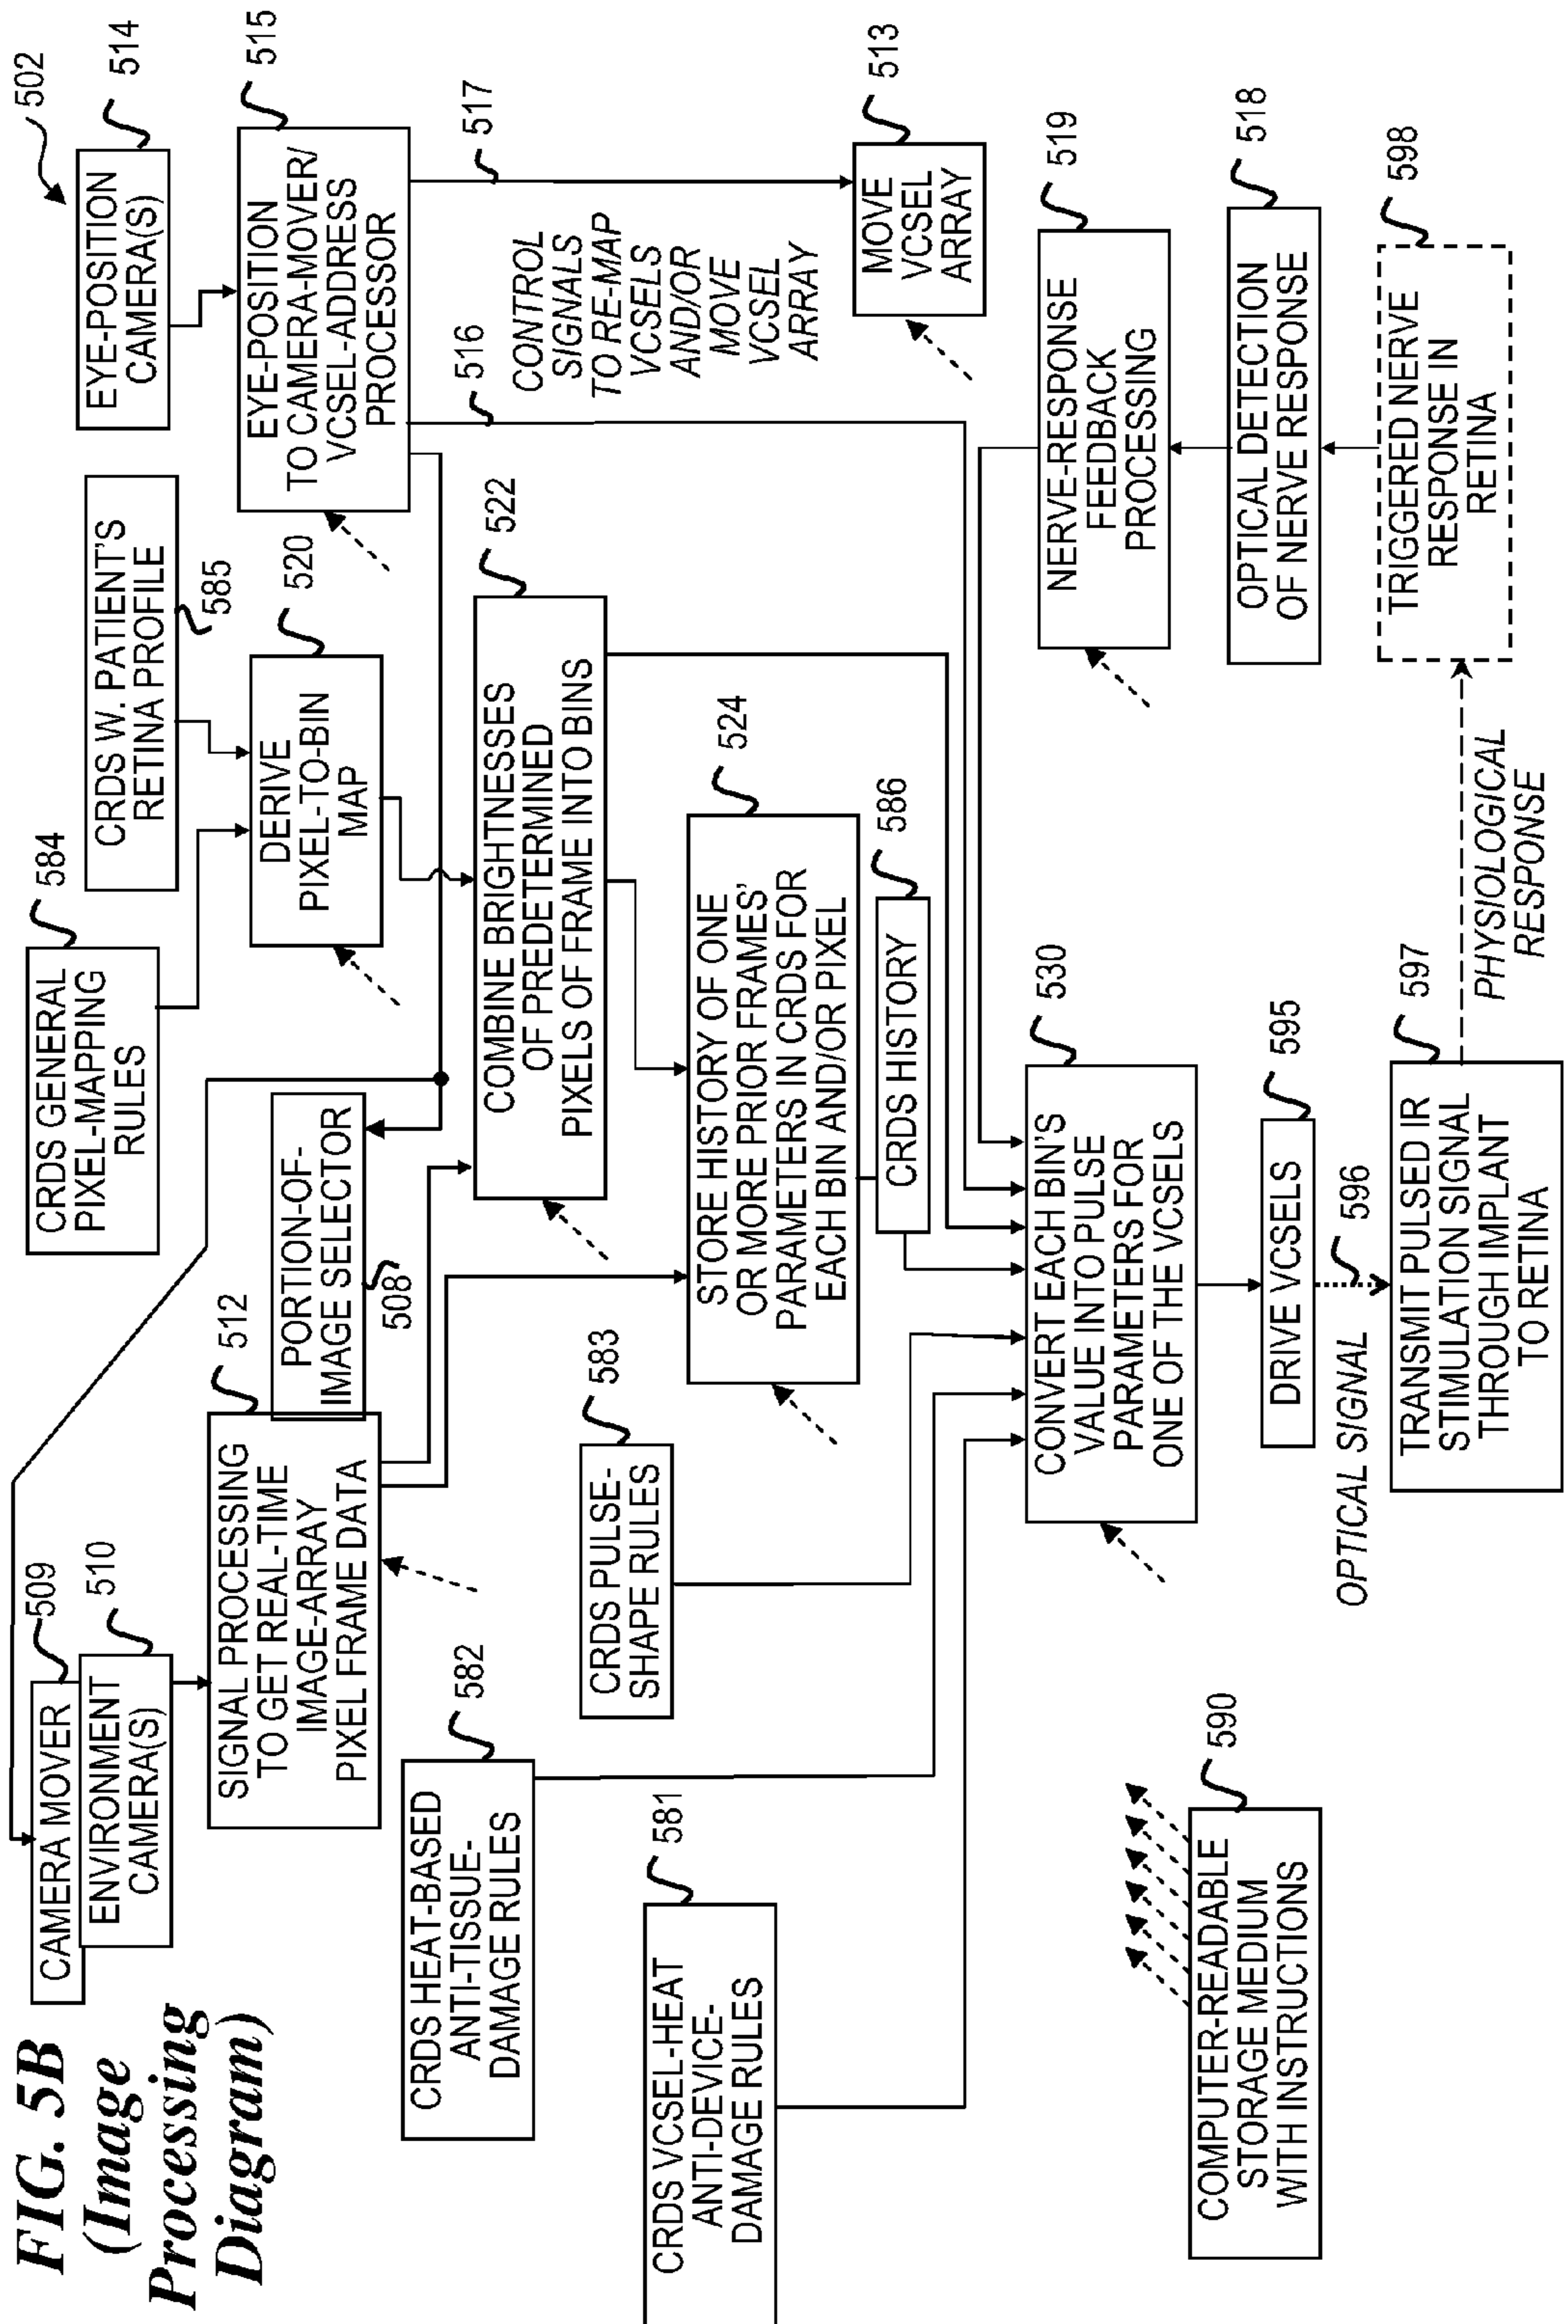 FIG. 5B
(Image
Processing
Diagram)
502
CAMERA MOVER
509
ENVIRONMENT
CAMERA(S)
510
SIGNAL PROCESSING
TO GET REAL-TIME
IMAGE-ARRAY
PIXEL FRAME DATA
512
PORTION-OF-
IMAGE SELECTOR
508
CRDS GENERAL
PIXEL-MAPPING
RULES
584
CRDS W. PATIENT'S
RETINA PROFILE
585
DERIVE
PIXEL-TO-BIN
MAP
520
EYE-POSITION
CAMERA(S)
514
EYE-POSITION
TO CAMERA-MOVER/
VCSEL-ADDRESS
PROCESSOR
515
516
517
CONTROL
SIGNALS
TO RE-MAP
VCSELS
AND/OR
MOVE
VCSEL
ARRAY
MOVE
VCSEL
ARRAY
513
COMBINE BRIGHTNESSES
OF PREDETERMINED
PIXELS OF FRAME INTO BINS
522
STORE HISTORY OF ONE
OR MORE PRIOR FRAMES'
PARAMETERS IN CRDS FOR
EACH BIN AND/OR PIXEL
524
CRDS HISTORY
586
CRDS HEAT-BASED
ANTI-TISSUE-
DAMAGE RULES
582
CRDS PULSE-
SHAPE RULES
583
CRDS VCSEL-HEAT
ANTI-DEVICE-
DAMAGE RULES
581
CONVERT EACH BIN'S
VALUE INTO PULSE
PARAMETERS FOR
ONE OF THE VCSELS
530
NERVE-RESPONSE
FEEDBACK
PROCESSING
519
OPTICAL DETECTION
OF NERVE RESPONSE
518
TRIGGERED NERVE
RESPONSE IN
RETINA
598
DRIVE VCSELS
595
OPTICAL SIGNAL
596
TRANSMIT PULSED IR
STIMULATION SIGNAL
THROUGH IMPLANT
TO RETINA
597
PHYSIOLOGICAL
RESPONSE
COMPUTER-READABLE
STORAGE MEDIUM
WITH INSTRUCTIONS
590